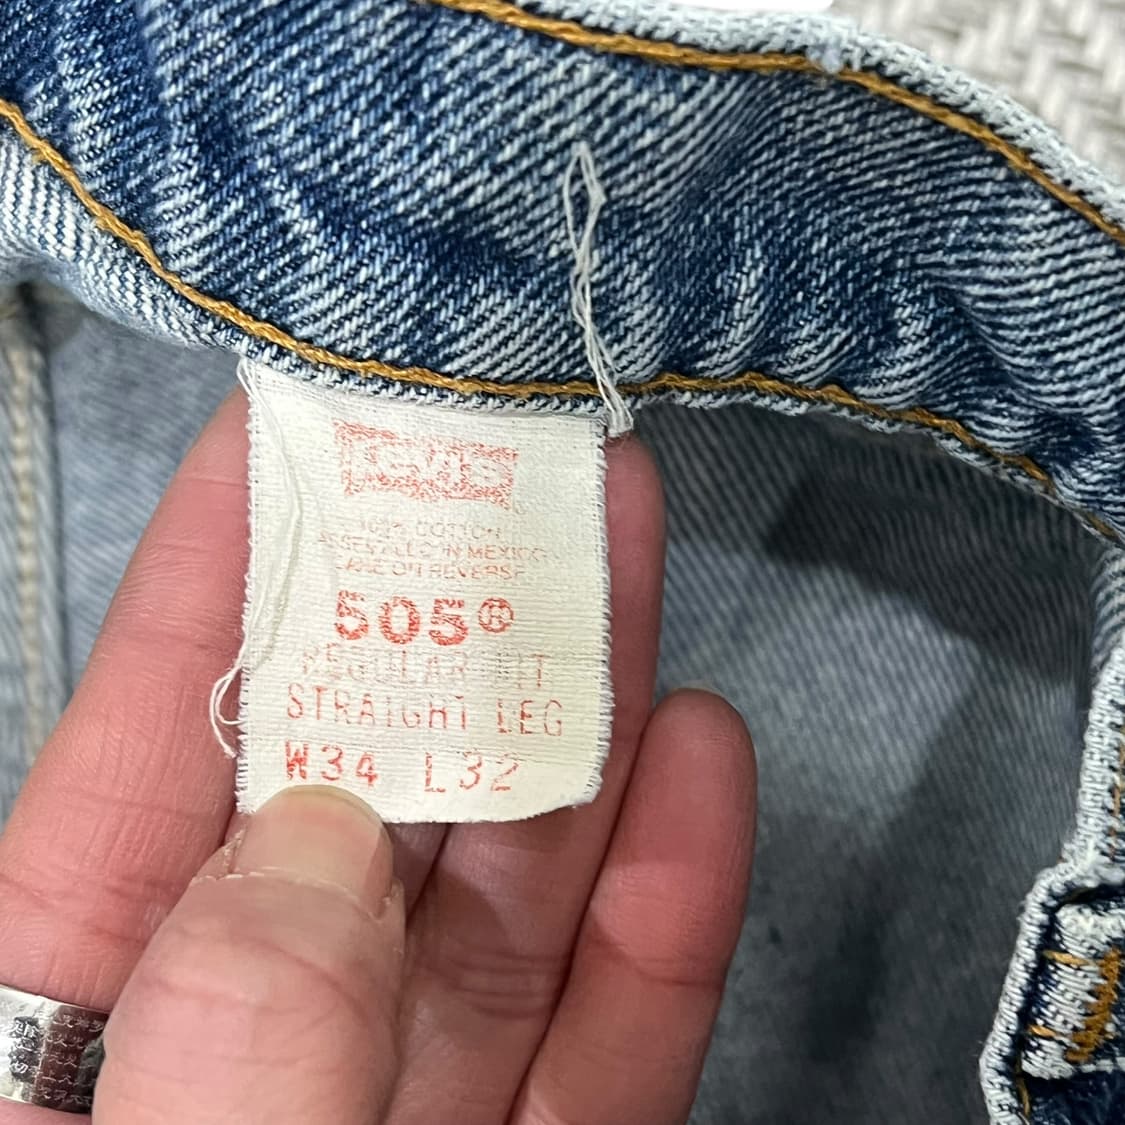 Levi's
100% COTTON
ASSEMBLED IN MEXICO
CARE ON REVERSE
505®
REGULAR FIT
STRAIGHT LEG
W34 L32